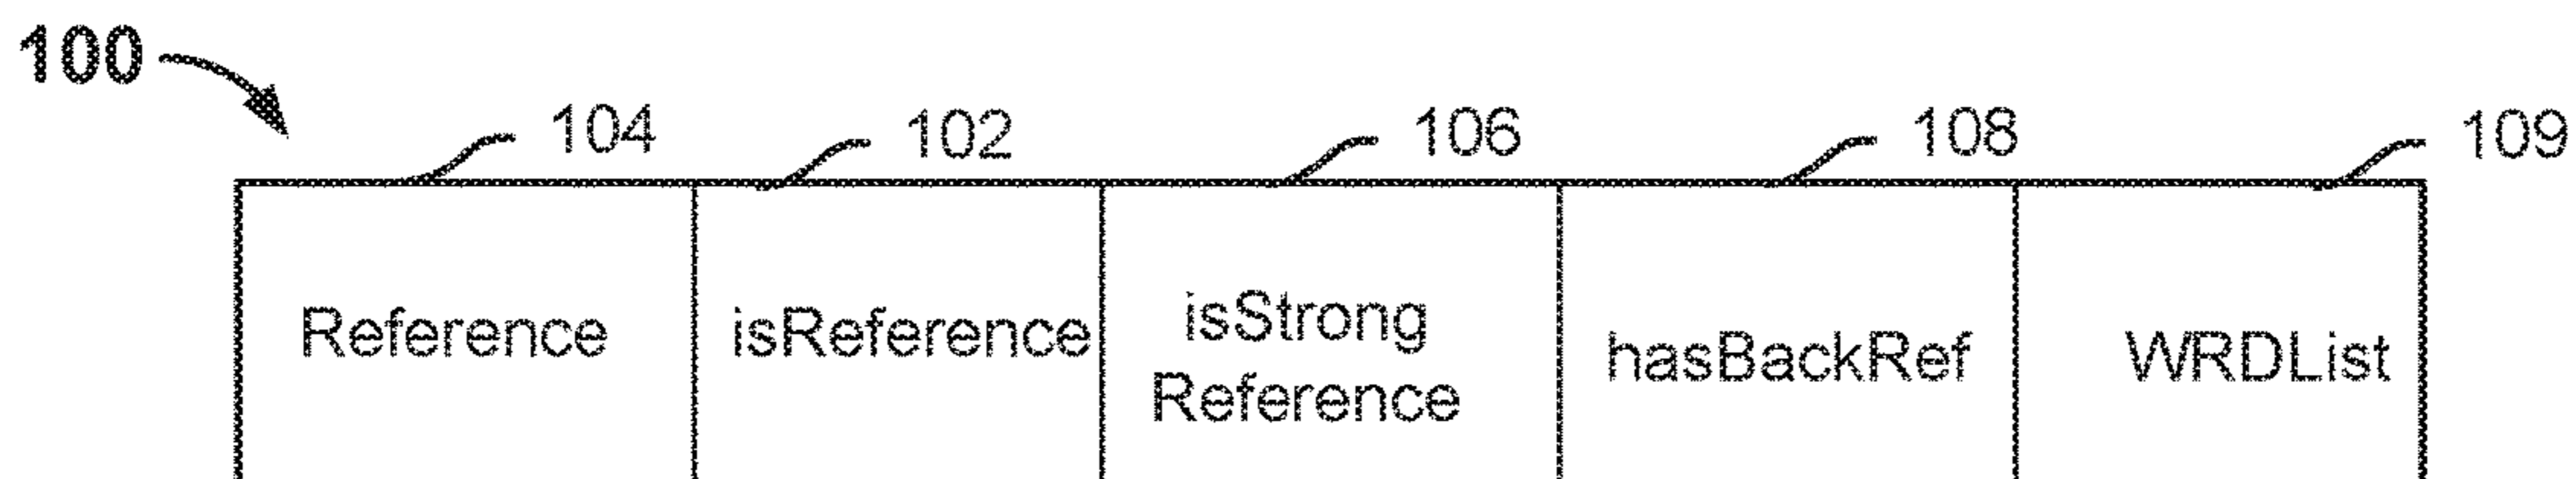 100
104 102 106 108 109
Reference isReference isStrong Reference hasBackRef WRDList